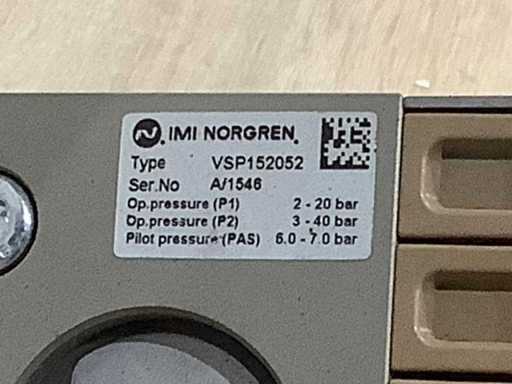 IMI NORGREN
Type VSP152052
Ser.No A/1546
Op.pressure (P1) 2 - 20 bar
Op.pressure (P2) 3 - 40 bar
Pilot pressure (PAS) 6.0 - 7.0 bar